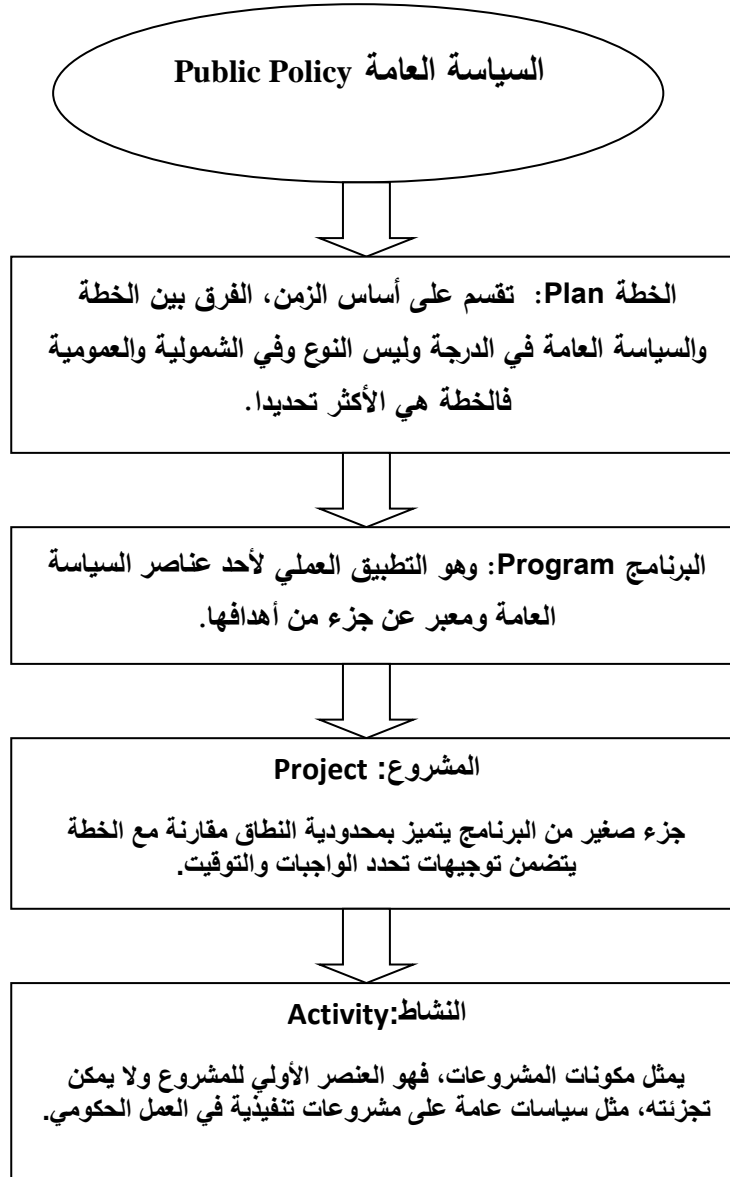 السياسة العامة Public Policy
الخطة Plan: تقسم على أساس الزمن، الفرق بين الخطة
والسياسة العامة في الدرجة وليس النوع وفي الشمولية والعمومية
فالخطة هي الأكثر تحديدا.
البرنامج Program: وهو التطبيق العملي لأحد عناصر السياسة
العامة ومعبر عن جزء من أهدافها.
المشروع: Project
جزء صغير من البرنامج يتميز بمحدودية النطاق مقارنة مع الخطة
يتضمن توجيهات تحدد الواجبات والتوقيت.
النشاط:Activity
يمثل مكونات المشروعات، فهو العنصر الأولي للمشروع ولا يمكن
تجزئته، مثل سياسات عامة على مشروعات تنفيذية في العمل الحكومي.